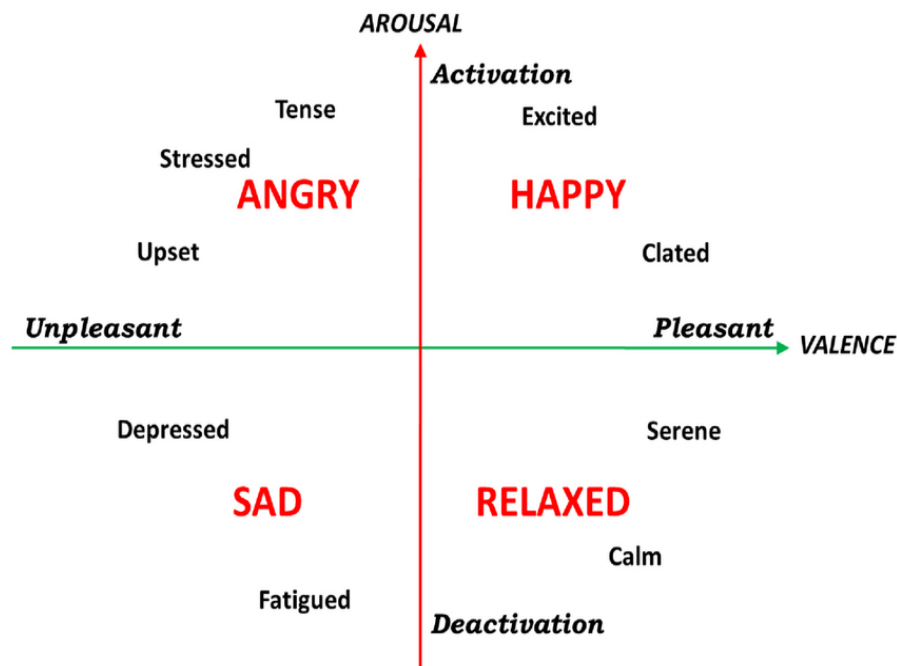 AROUSAL
Activation
Tense
Excited
Stressed
ANGRY
HAPPY
Upset
Clated
Unpleasant
Pleasant
VALENCE
Depressed
Serene
SAD
RELAXED
Calm
Fatigued
Deactivation